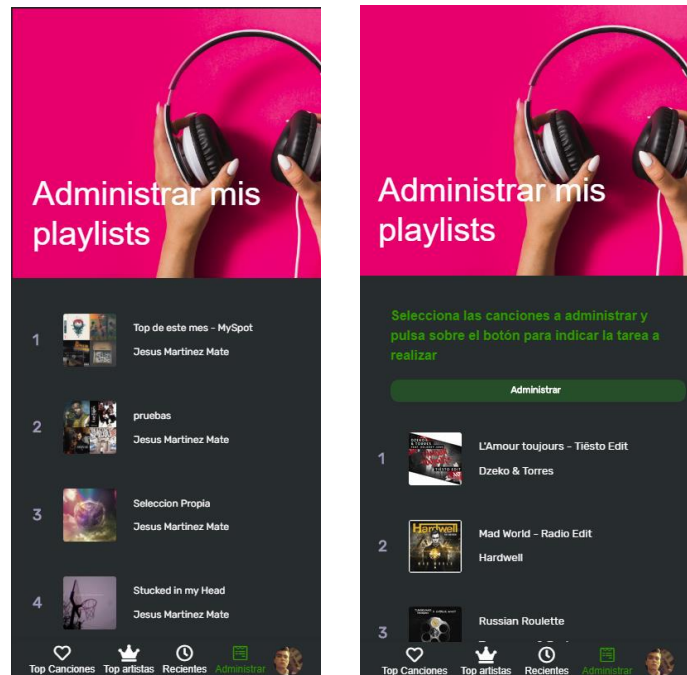 Administrar mis
playlists
1
Top de este mes - MySpot
Jesus Martinez Mate
2
pruebas
Jesus Martinez Mate
3
Seleccion Propia
Jesus Martinez Mate
4
Stucked in my Head
Jesus Martinez Mate
Top Canciones Top artistas Recientes Administrar
Administrar mis
playlists
Selecciona las canciones a administrar y
pulsa sobre el botón para indicar la tarea a
realizar
Administrar
1
L'Amour toujours - Tiësto Edit
Dzeko & Torres
2
Hardwell
Mad World - Radio Edit
Hardwell
3
Russian Roulette
Top Canciones Top artistas Recientes Administrar